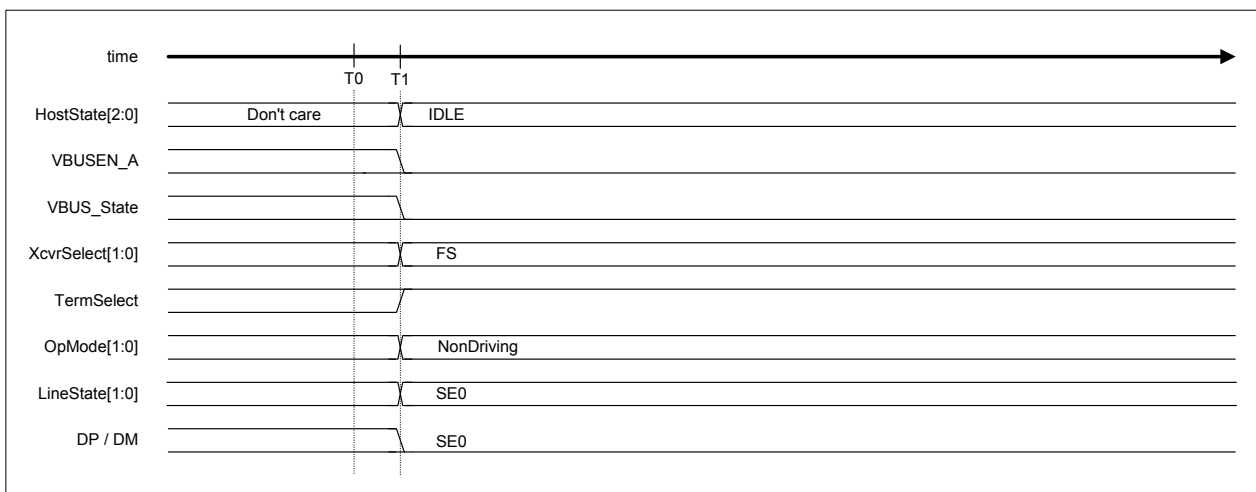 time
T0 T1
HostState[2:0] Don't care IDLE
VBUSEN_A
VBUS_State
XcvrSelect[1:0] FS
TermSelect
OpMode[1:0] NonDriving
LineState[1:0] SE0
DP / DM SE0